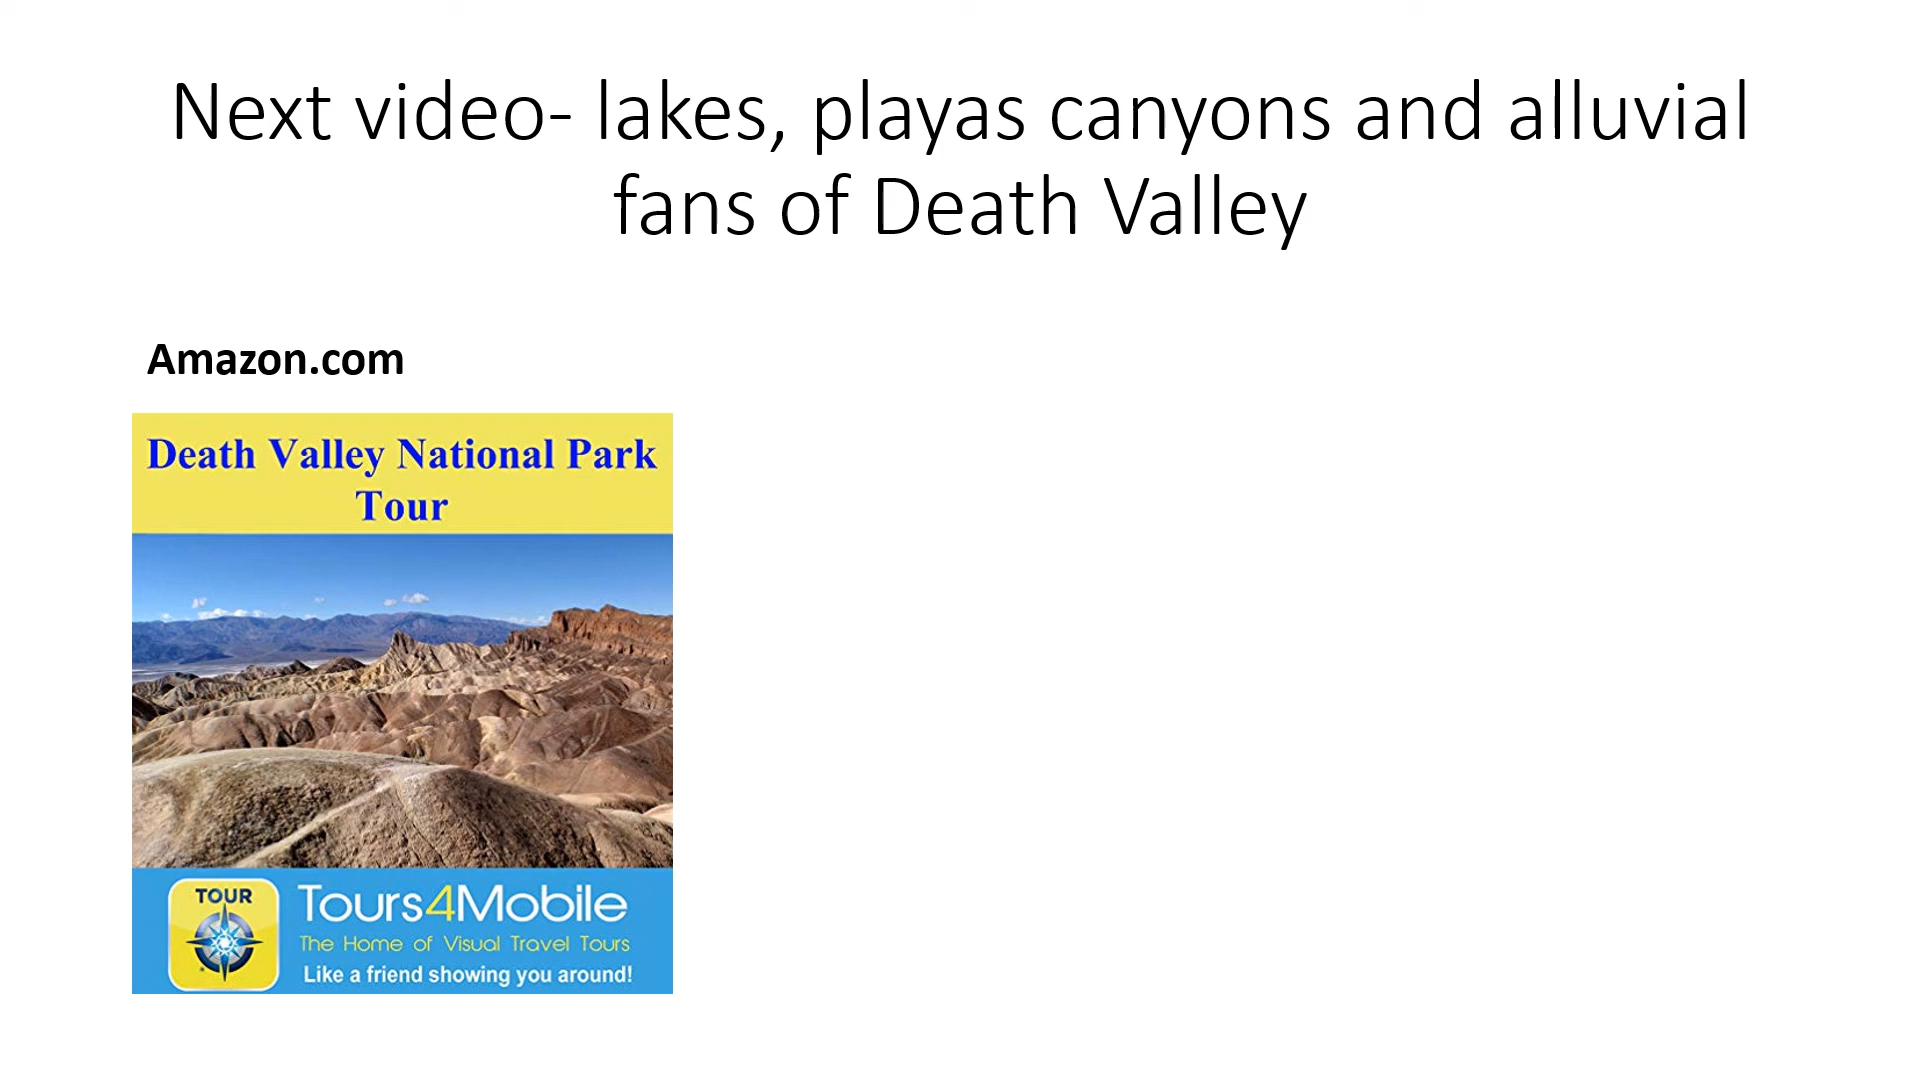 Next video- lakes, playas canyons and alluvial
fans of Death Valley
Amazon.com
Death Valley National Park
Tour
TOUR
Tours4Mobile
The Home of Visual Travel Tours
Like a friend showing you around!